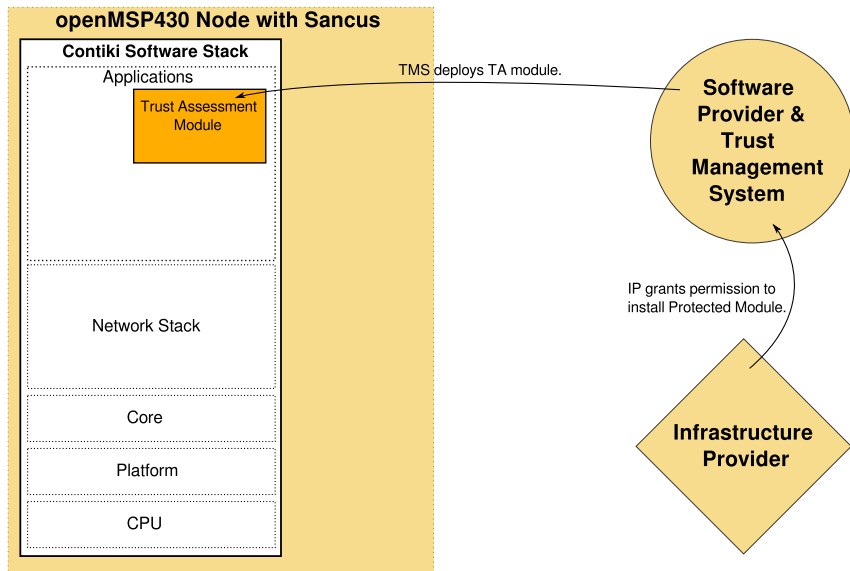 openMSP430 Node with Sancus
Contiki Software Stack
Applications
Trust Assessment
Module
Network Stack
Core
Platform
CPU
TMS deploys TA module.
Software
Provider &
Trust
Management
System
IP grants permission to
install Protected Module.
Infrastructure
Provider